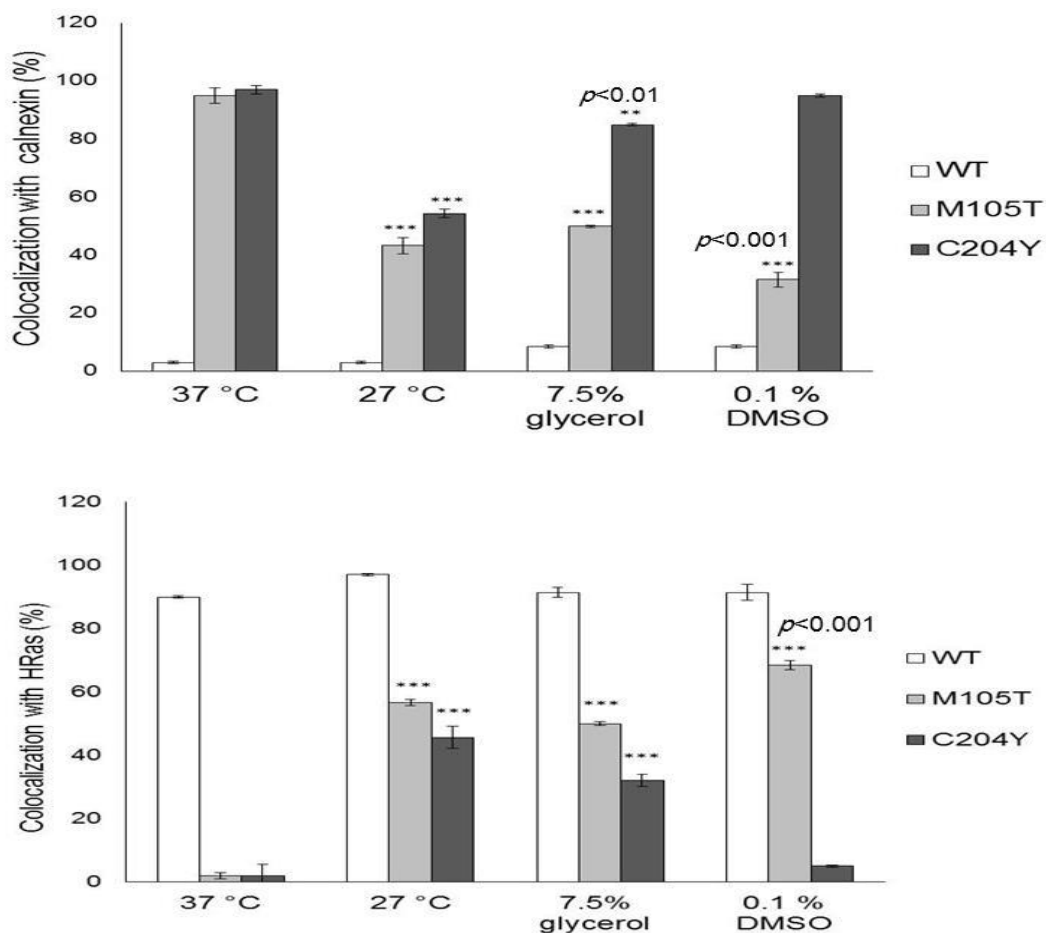 Colocalization with calnexin (%)
120
100
80
60
40
20
0
p<0.01
**
***
***
***
p<0.001
***
37 °C
27 °C
7.5%
glycerol
0.1 %
DMSO
WT
M105T
C204Y
Colocalization with HRas (%)
120
100
80
60
40
20
0
***
***
***
***
p<0.001
***
37 °C
27 °C
7.5%
glycerol
0.1 %
DMSO
WT
M105T
C204Y